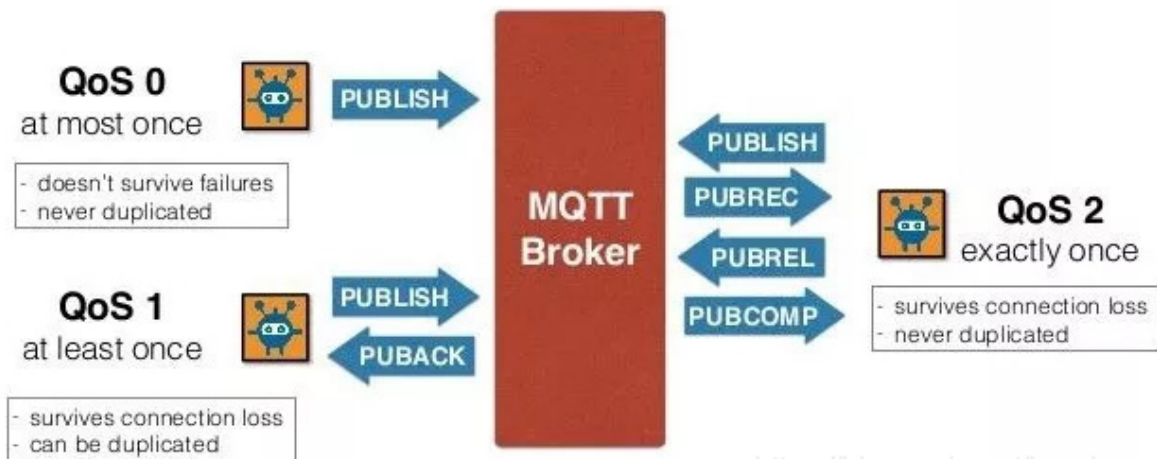 QoS 0
at most once
PUBLISH
- doesn't survive failures
- never duplicated
QoS 1
at least once
PUBLISH
PUBACK
- survives connection loss
- can be duplicated
MQTT
Broker
PUBLISH
PUBREC
PUBREL
PUBCOMP
QoS 2
exactly once
- survives connection loss
- never duplicated